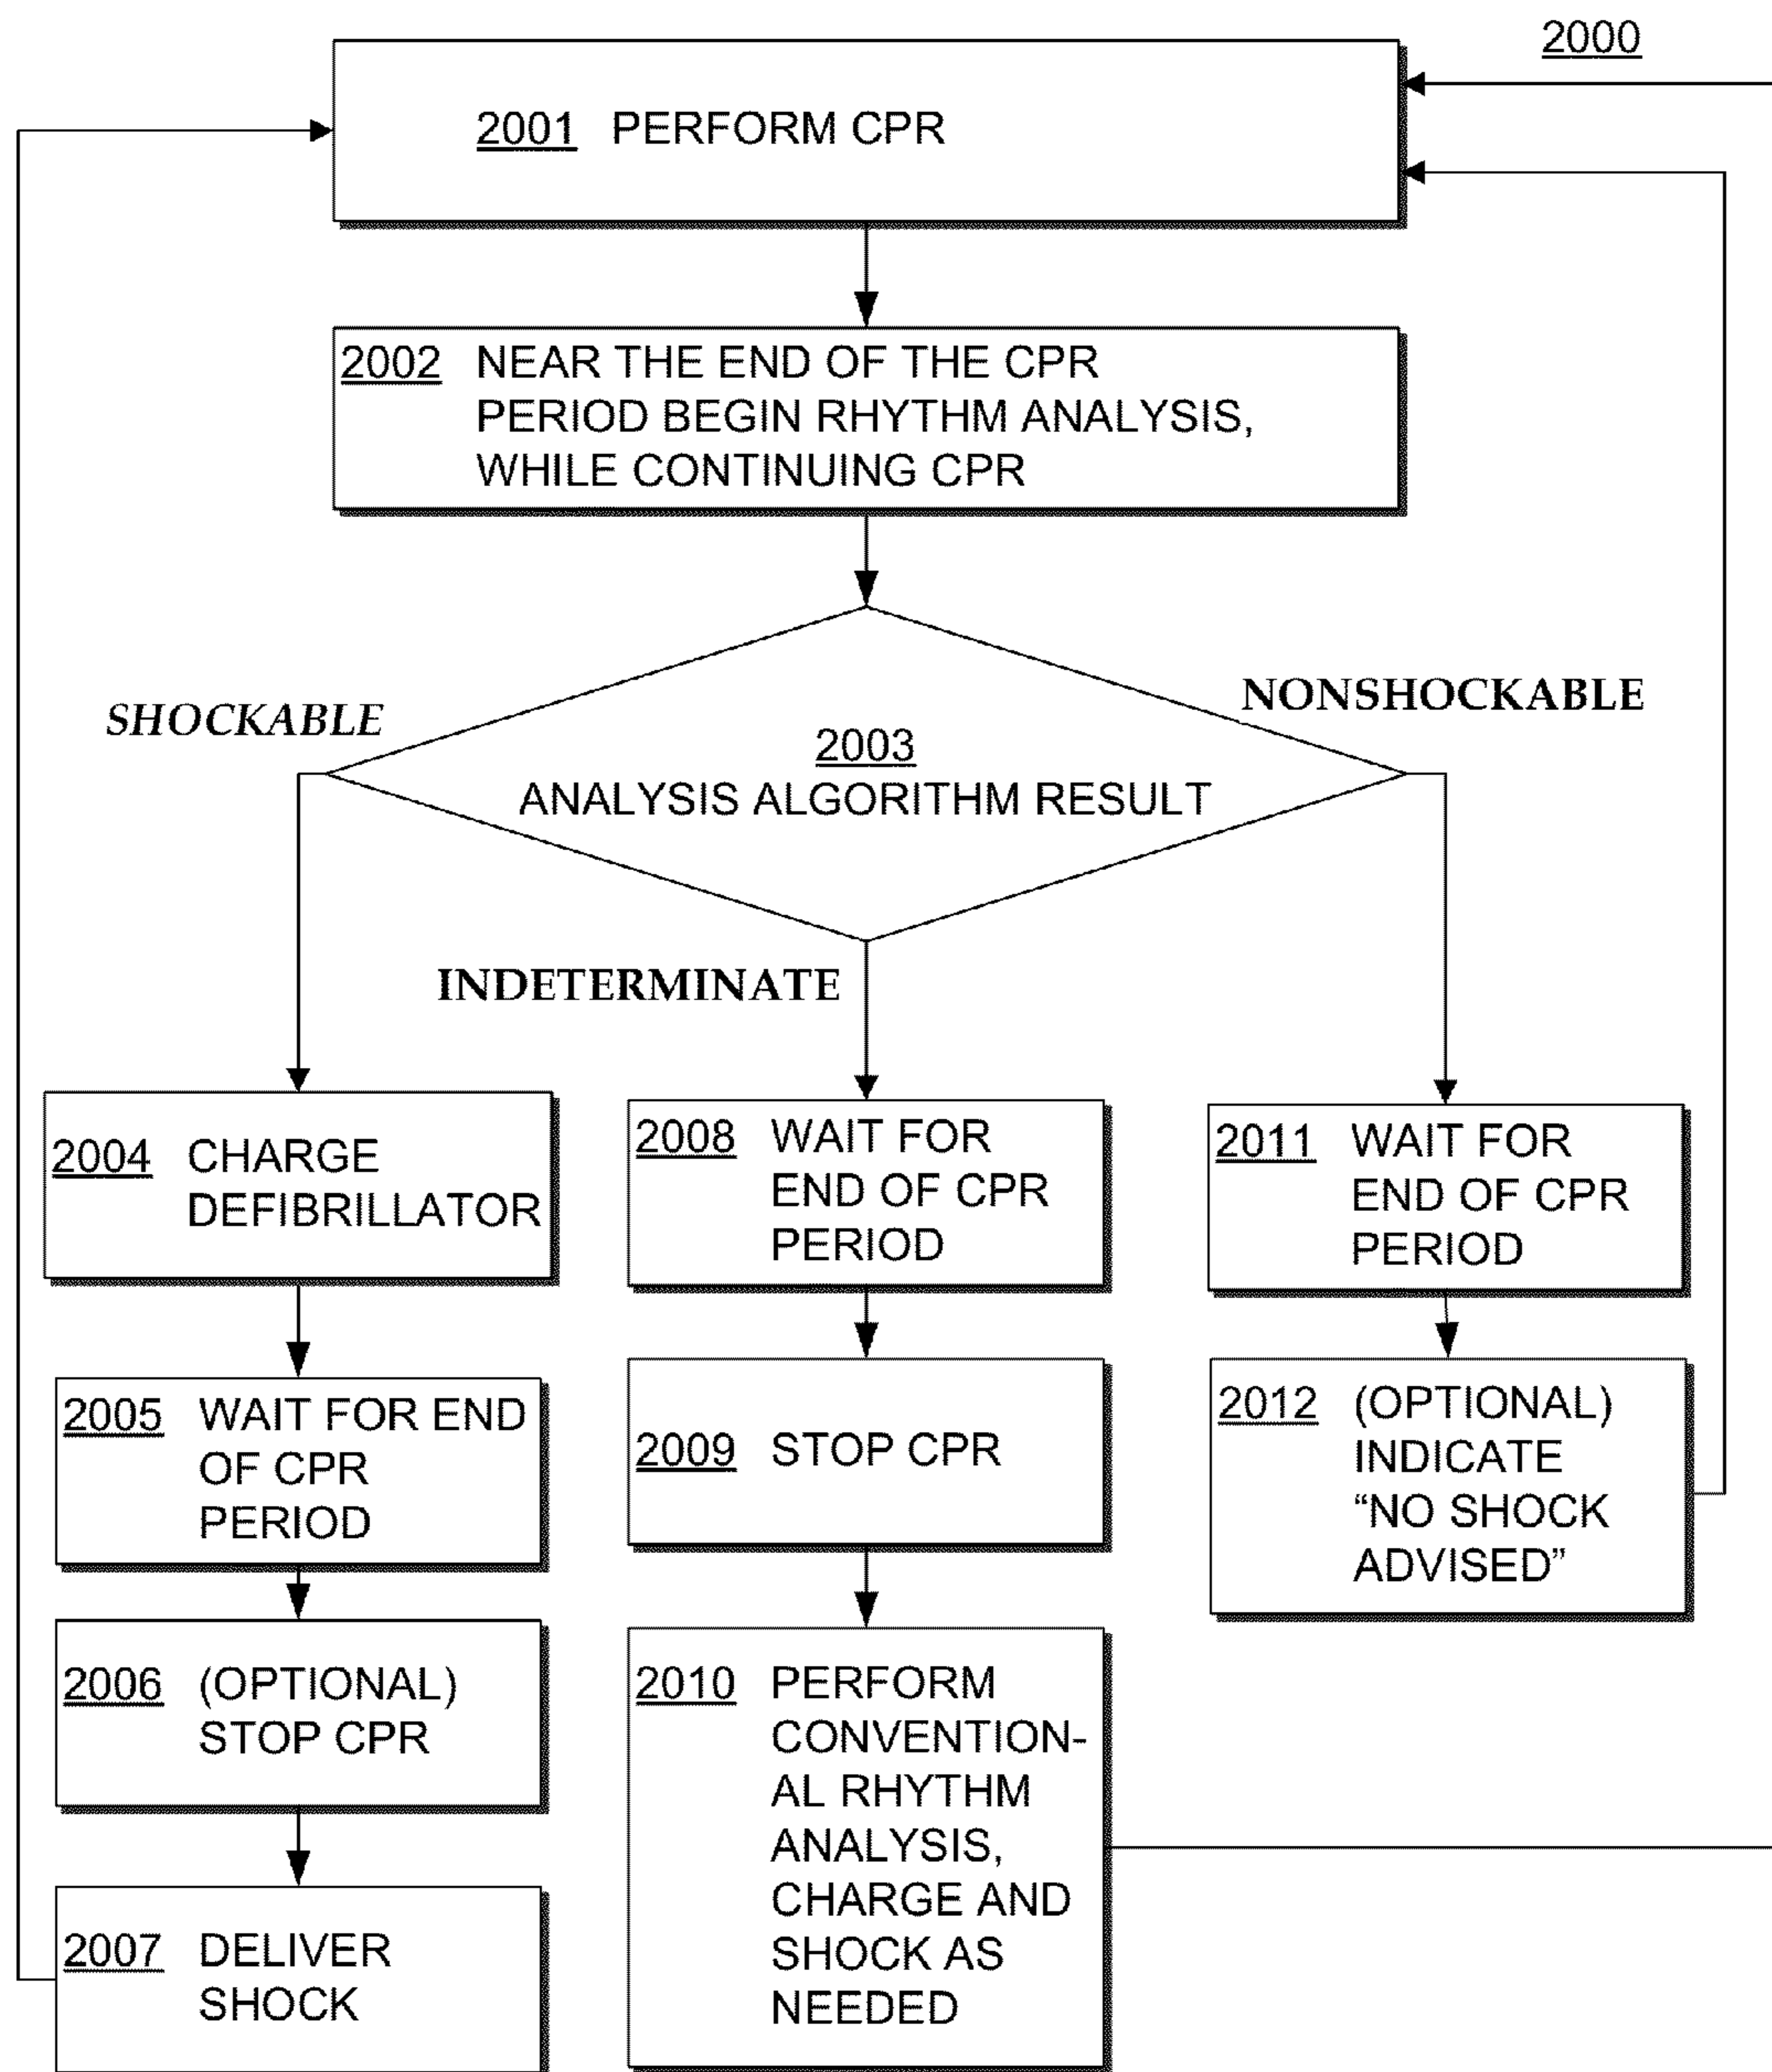 2000
2001 PERFORM CPR
2002 NEAR THE END OF THE CPR
PERIOD BEGIN RHYTHM ANALYSIS,
WHILE CONTINUING CPR
SHOCKABLE
NONSHOCKABLE
2003
ANALYSIS ALGORITHM RESULT
INDETERMINATE
2004 CHARGE
DEFIBRILLATOR
2005 WAIT FOR END
OF CPR
PERIOD
2006 (OPTIONAL)
STOP CPR
2007 DELIVER
SHOCK
2008 WAIT FOR
END OF CPR
PERIOD
2009 STOP CPR
2010 PERFORM
CONVENTION-
AL RHYTHM
ANALYSIS,
CHARGE AND
SHOCK AS
NEEDED
2011 WAIT FOR
END OF CPR
PERIOD
2012 (OPTIONAL)
INDICATE
“NO SHOCK
ADVISED”